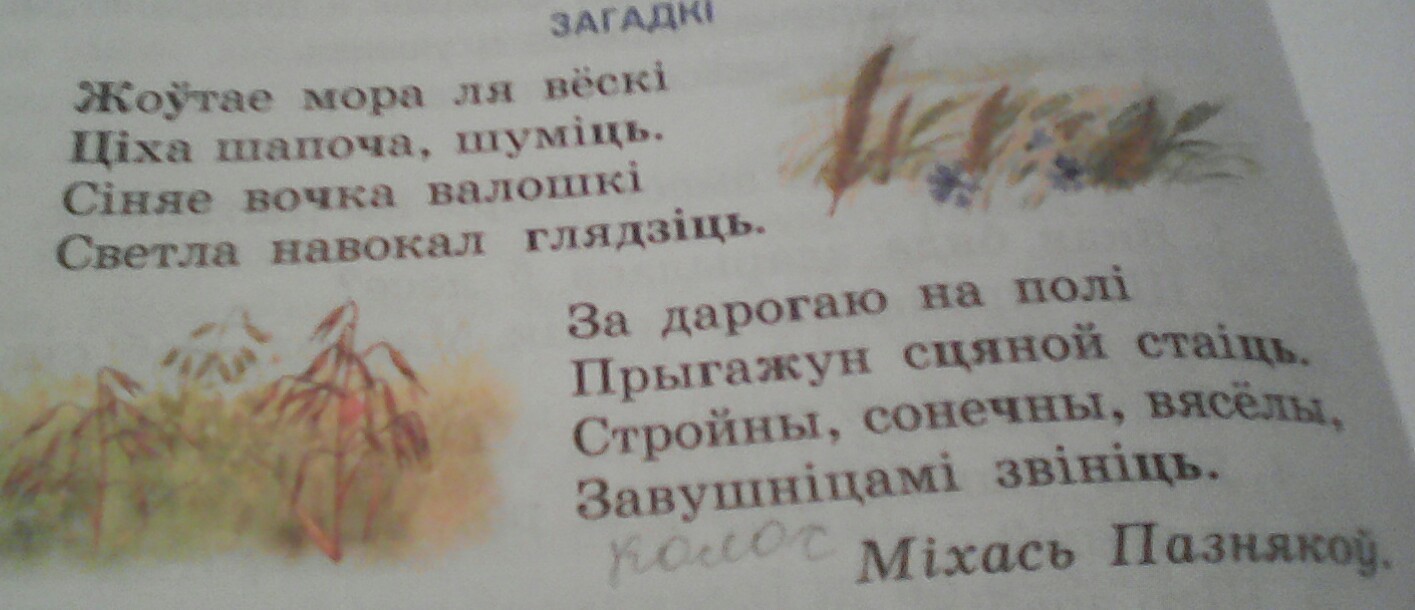 ЗАГАДКІ
Жоўтае мора ля вёскі
Ціха шапоча, шуміць.
Сіняе вочка валошкі
Светла навокал глядзіць.
За дарогаю на полі
Прыгажун сцяной стаіць.
Стройны, сонечны, вясёлы,
Завушніцамі звініць.
колос
Міхась Пазнякоў.